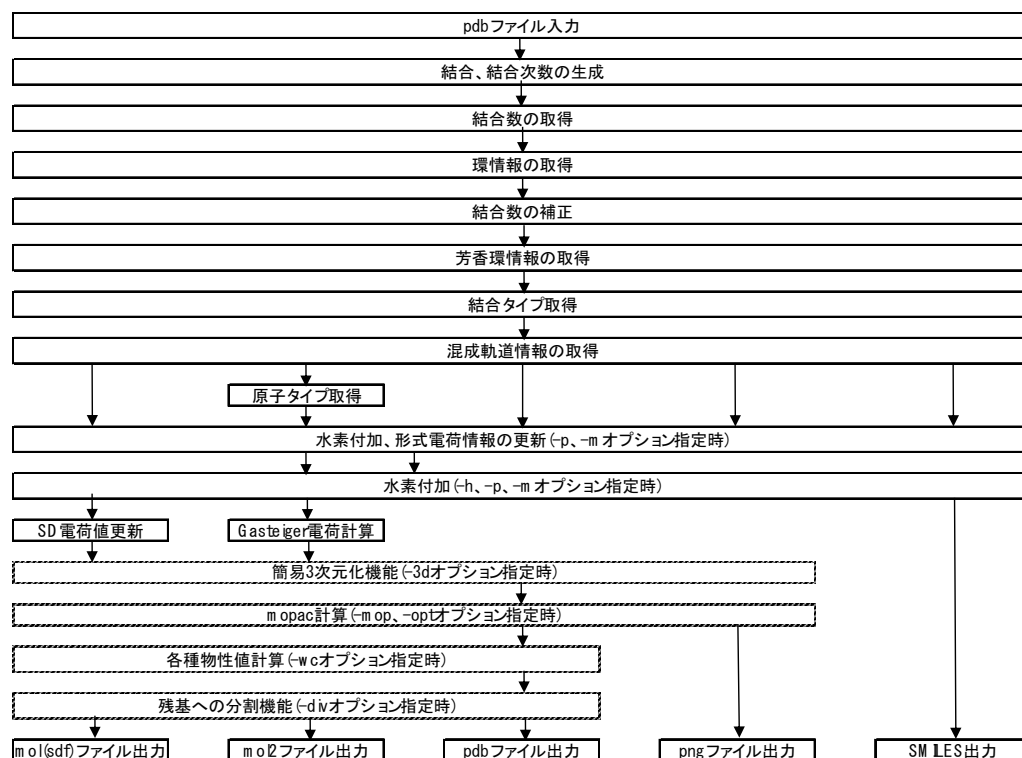 pdbファイル入力
結合、結合次数の生成
結合数の取得
環情報の取得
結合数の補正
芳香環情報の取得
結合タイプ取得
混成軌道情報の取得
原子タイプ取得
水素付加、形式電荷情報の更新(-p、-mオプション指定時)
水素付加(-h、-p、-mオプション指定時)
SD電荷値更新
Gasteiger電荷計算
簡易3次元化機能(-3dオプション指定時)
mopac計算(-mop、-optオプション指定時)
各種物性値計算(-wcオプション指定時)
残基への分割機能(-divオプション指定時)
mol(sdf)ファイル出力
mol2ファイル出力
pdbファイル出力
pngファイル出力
SMILES出力